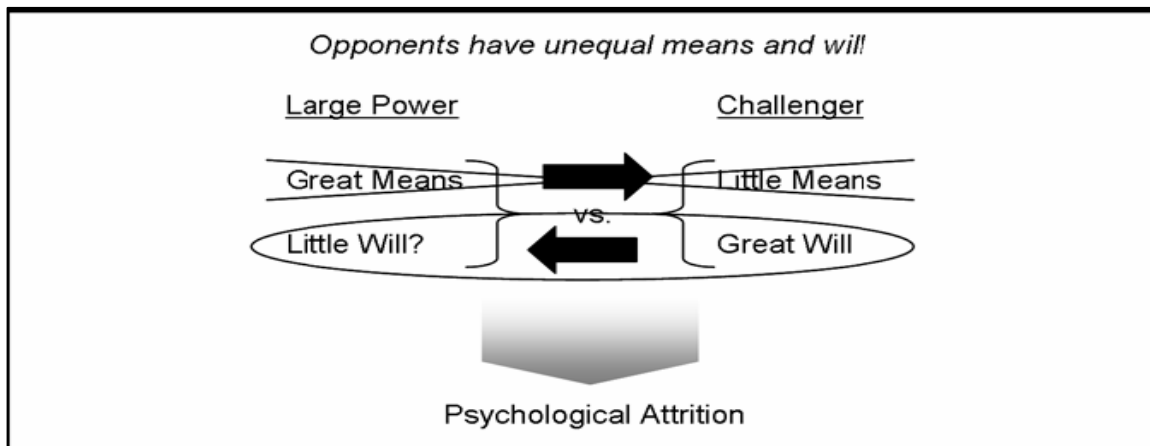 Opponents have unequal means and will
Large Power Challenger
Great Means Little Means
vs.
Little Will? Great Will
Psychological Attrition